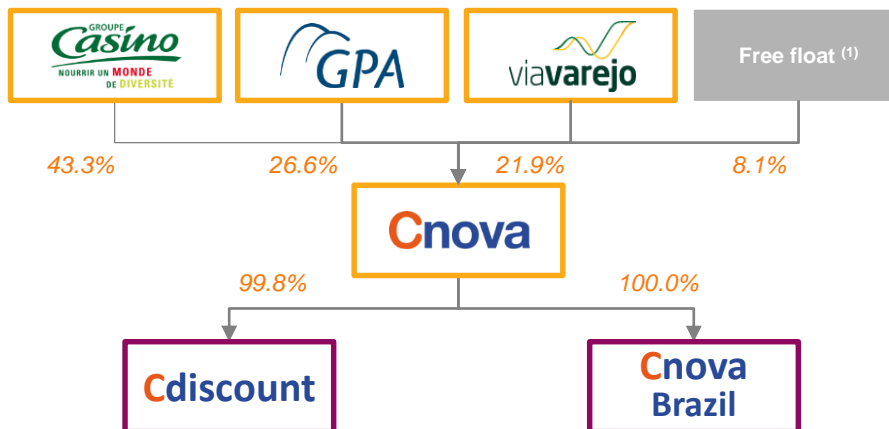 GROUPE
Casino
NOURRIR UN MONDE
DE DIVERSITÉ
GPA
viavarejo
Free float (1)
43.3%
26.6%
21.9%
8.1%
Cnova
99.8%
100.0%
Cdiscount
Cnova
Brazil